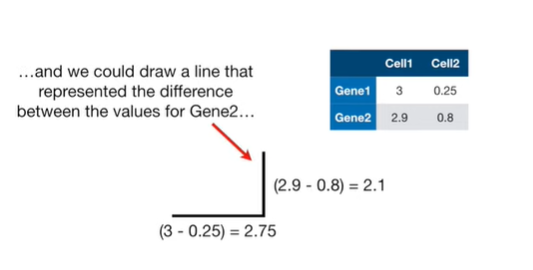 ...and we could draw a line that
represented the difference
between the values for Gene2...
Cell1 Cell2
Gene1 3 0.25
Gene2 2.9 0.8
(2.9 - 0.8) = 2.1
(3 - 0.25) = 2.75